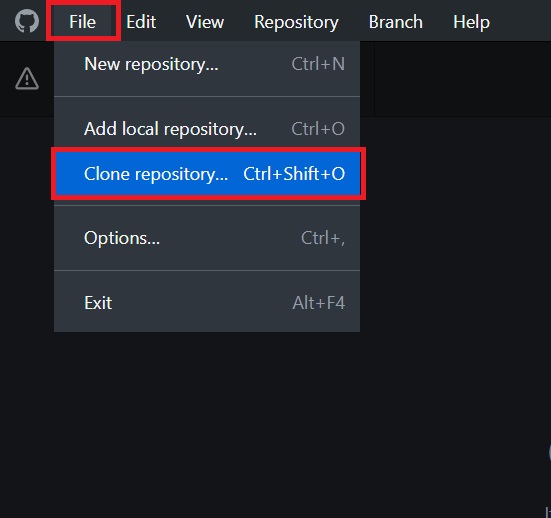 File Edit View Repository Branch Help
New repository... Ctrl+N
Add local repository... Ctrl+O
Clone repository... Ctrl+Shift+O
Options... Ctrl+,
Exit Alt+F4